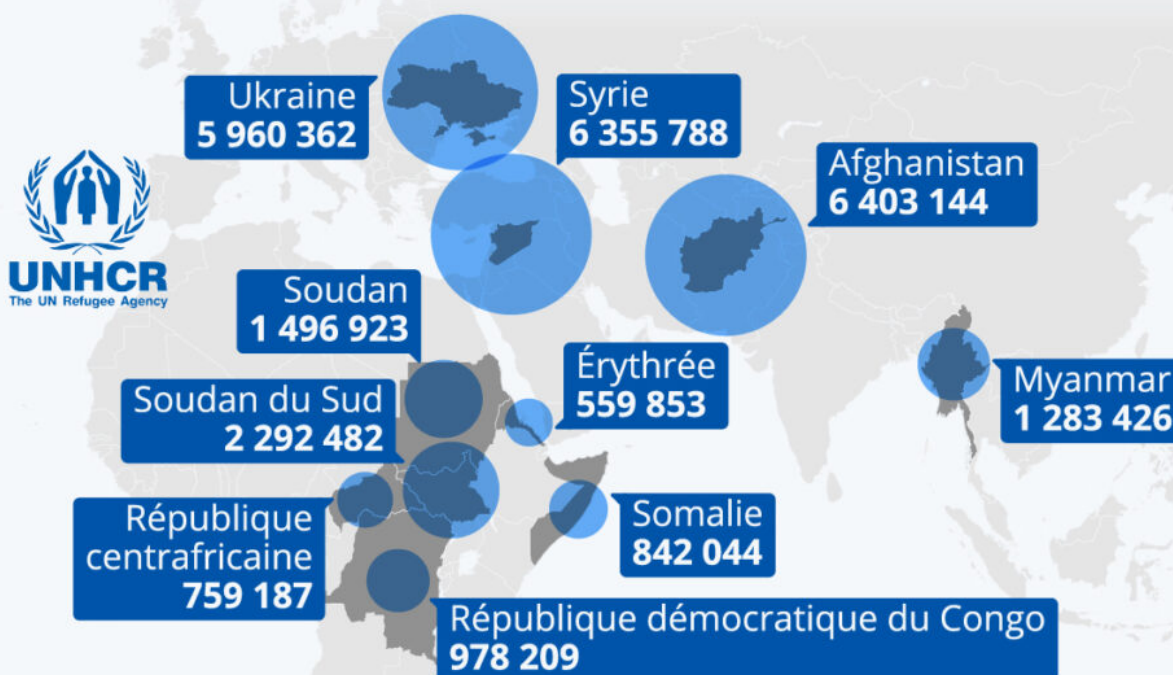 Ukraine
5 960 362
Syrie
6 355 788
Afghanistan
6 403 144
UNHCR
The UN Refugee Agency
Soudan
1 496 923
Érythrée
559 853
Myanmar
1 283 426
Soudan du Sud
2 292 482
République
centrafricaine
759 187
Somalie
842 044
République démocratique du Congo
978 209